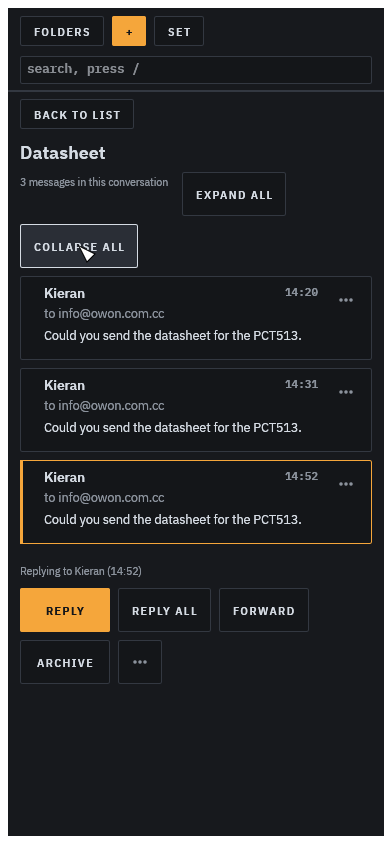 FOLDERS + SET
search, press /
BACK TO LIST
Datasheet
3 messages in this conversation EXPAND ALL
COLLAPSE ALL
Kieran 14:20
to info@owon.com.cc
Could you send the datasheet for the PCT513.
Kieran 14:31
to info@owon.com.cc
Could you send the datasheet for the PCT513.
Kieran 14:52
to info@owon.com.cc
Could you send the datasheet for the PCT513.
Replying to Kieran (14:52)
REPLY REPLY ALL FORWARD
ARCHIVE